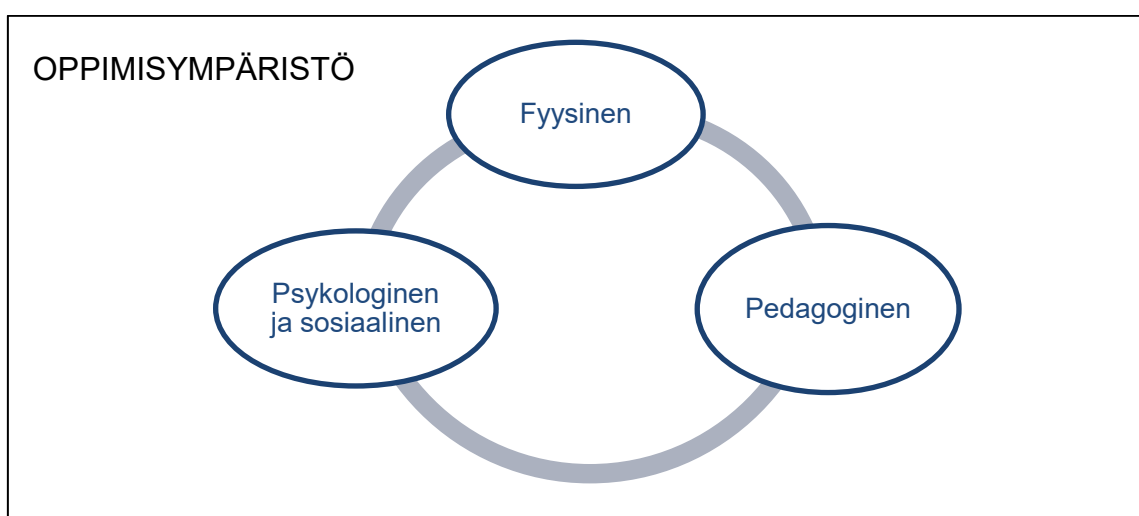 OPPIMISYMPÄRISTÖ
Fyysinen
Psykologinen
ja sosiaalinen
Pedagoginen